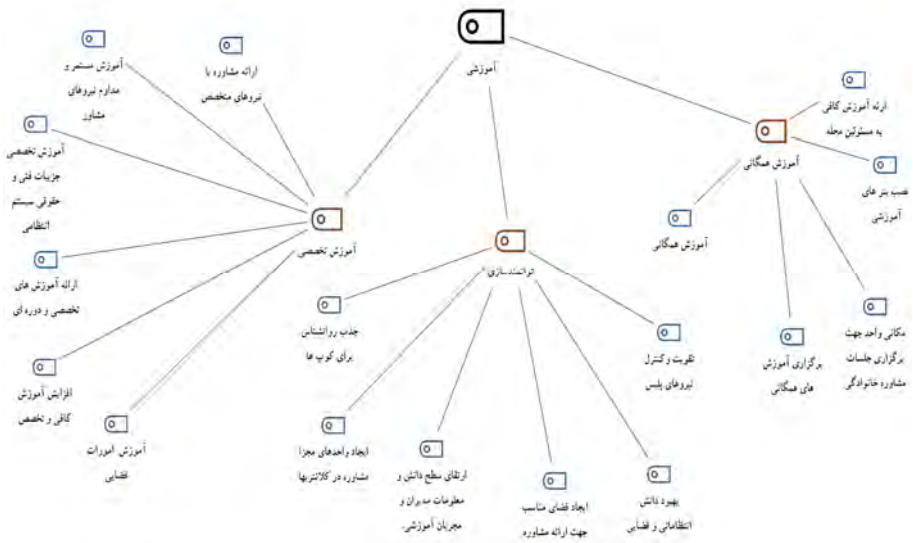 آموزشی
آموزش همگانی
ارئه آموزش کافی
به مسئولین محله
نصب بنر های
آموزشی
مکانی واحد جهت
برگزاری جلسات
مشاوره خانوادگی
برگزاری آموزش
های همگانی
آموزش همگانی
توانمندسازی
تقویت وکنترل
نیروهای پلیس
بهبود دانش
انتظاماتی و قضایی
ایجاد فضای مناسب
جهت ارائه مشاوره
ارتقای سطح دانش و
معلومات مدیران و
مجریان آموزشی.
ایجاد واحدهای مجزا
مشاوره در کلانتریها
جذب روانشناس
برای کوپ ها
آموزش تخصصی
ارائه مشاوره با
نیروهای متخصص
آموزش مستمر و
مداوم نیروهای
مشاور
آموزش تخصصی
جزییات فنی و
حقوقی سیستم
انتظامی
ارائه آموزش های
تخصصی و دوره ای
افزایش آموزش
کافی و تخصص
آموزش امورات
قضایی